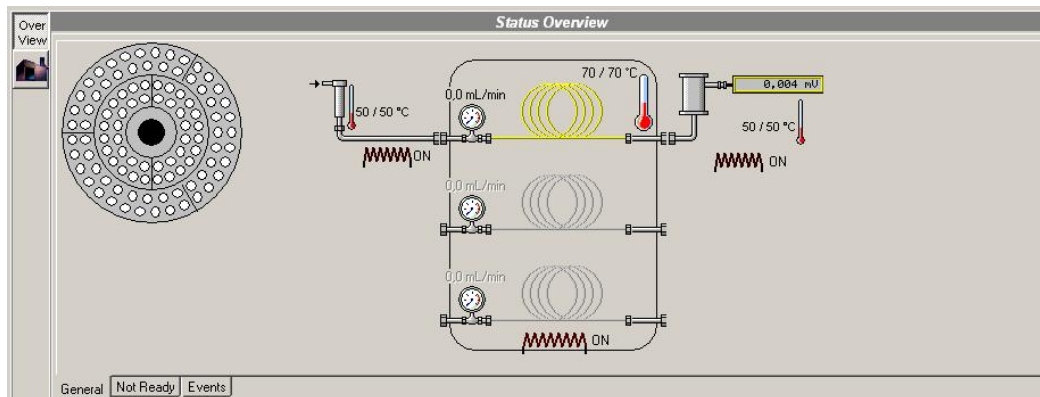 Over
View
Status Overview
70 / 70 °C
0,0 mL/min
0,004 mV
50 / 50 °C
50 / 50 °C
ON
ON
0,0 mL/min
0,0 mL/min
ON
General
Not Ready
Events